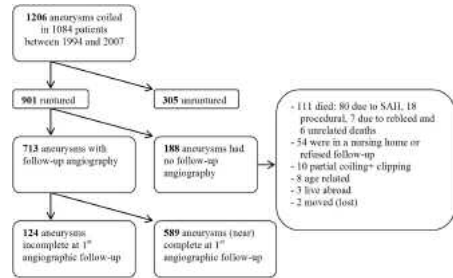 1206 aneurysms coiled
in 1084 patients
between 1994 and 2007
901 runtured
305 unruntured
713 aneurysms with
follow-up angiography
188 aneurysms had
no follow-up
angiography
- 111 died: 80 due to SAH, 18
procedural, 7 due to rebleed and
6 unrelated deaths
- 54 were in a nursing home or
refused follow-up
- 10 partial coiling+ clipping
- 8 age related
- 3 live abroad
- 2 moved (lost)
124 aneurysms
incomplete at 1st
angiographic follow-up
589 aneurysms (near)
complete at 1st
angiographic follow-up